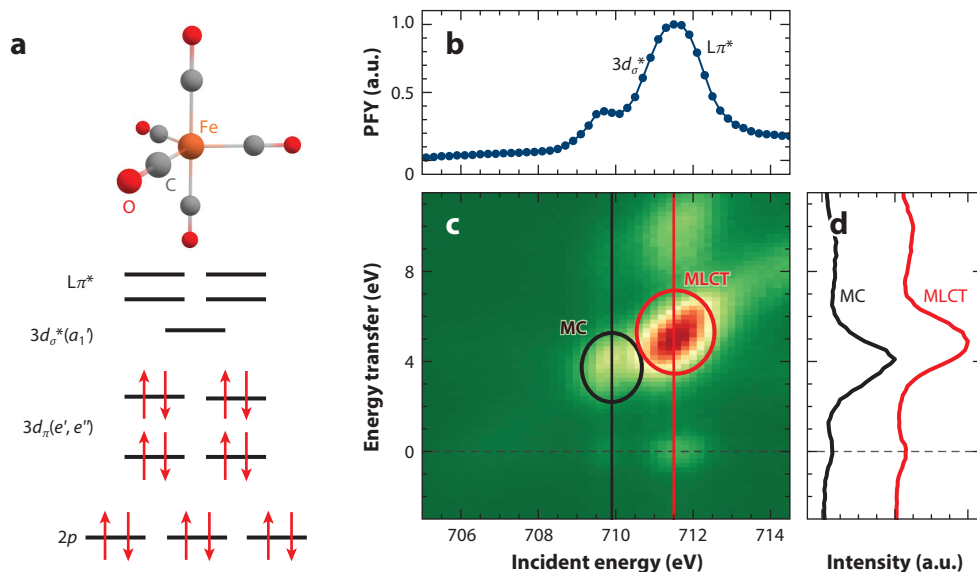 a
Fe
C
O
Lπ*
3dσ*(a1′)
3dπ(e′, e′′)
2p
b
PFY (a.u.)
1.0
0.5
0
3dσ*
Lπ*
c
Energy transfer (eV)
8
4
0
MC
MLCT
706
708
710
712
714
Incident energy (eV)
d
MC
MLCT
Intensity (a.u.)